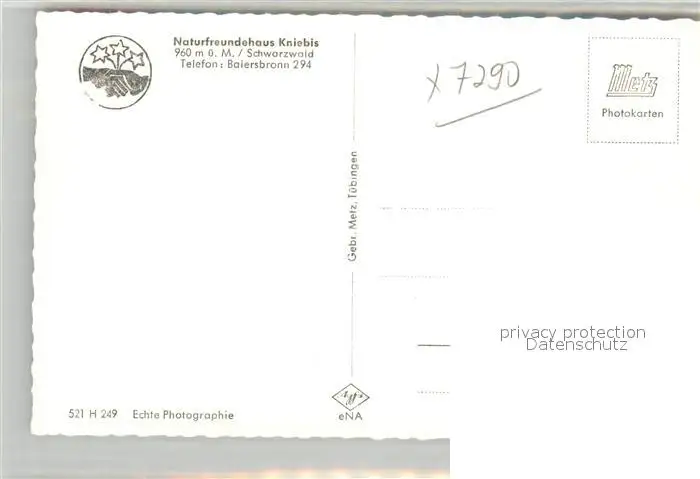 Naturfreundehaus Kniebis
960 m ü. M. / Schwarzwald
Telefon: Baiersbronn 294
x 7290
Metz
Photokarten
Gebr. Metz, Tübingen
privacy protection
Datenschutz
Agfa
eNA
521 H 249 Echte Photographie